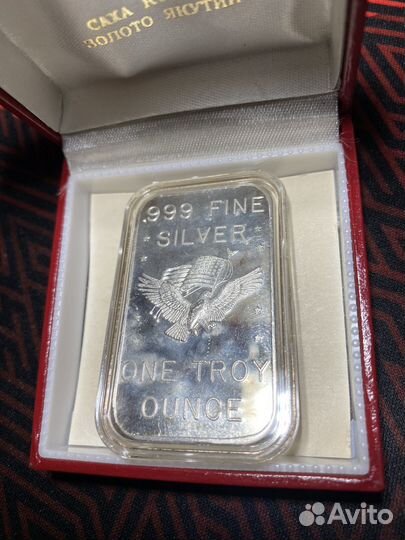 САХА
ЗОЛОТО ЯКУТИИ
.999 FINE
SILVER
ONE TROY
OUNCE
Avito